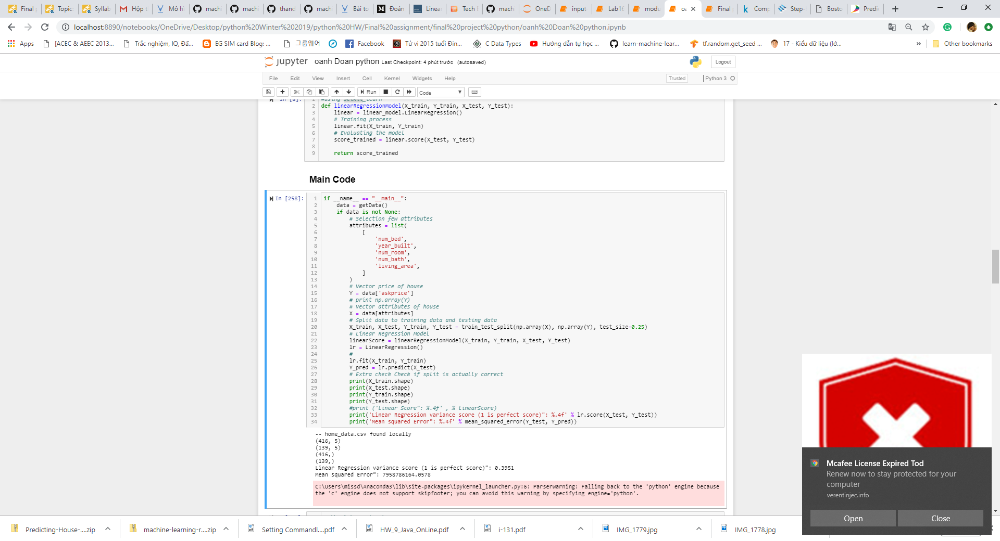 Final
Topic
Syllab
Hộp t
Mô hì
machi
machi
thand
machi
Bài to
Đoán
Linear
Tech E
machi
OneD
input-
Lab16
modu
oa
Final
Comp
Step-
Bosto
Predic
localhost:8890/notebooks/OneDrive/Desktop/python%20Winter%202019/python%20HW/Final%20assignment/final%20project%20python/oanh%20Doan%20python.ipynb
Apps
[ACEC & AEEC 2013...
Trắc nghiệm, IQ, Đấ...
EG SIM card Blog: ...
그룹웨어
Facebook
Tử vi 2015 tuổi Đin...
C Data Types
Hướng dẫn tự học ...
learn-machine-lear...
tf.random.get_seed ...
17 - Kiểu dữ liệu (lớ...
»
Other bookmarks
jupyter oanh Doan python Last Checkpoint: 4 phút trước (autosaved)
Logout
File Edit View Insert Cell Kernel Widgets Help
Trusted
Python 3
Run
Code
In [8]:
1 #using Scikit_learn
2 def linearRegressionModel(X_train, Y_train, X_test, Y_test):
3 linear = linear_model.LinearRegression()
4 # Training process
5 linear.fit(X_train, Y_train)
6 # Evaluating the model
7 score_trained = linear.score(X_test, Y_test)
8
9 return score_trained
Main Code
In [258]:
1 if __name__ == "__main__":
2 data = getData()
3 if data is not None:
4 # Selection few attributes
5 attributes = list(
6 [
7 'num_bed',
8 'year_built',
9 'num_room',
10 'num_bath',
11 'living_area',
12 ]
13 )
14 # Vector price of house
15 Y = data['askprice']
16 # print np.array(Y)
17 # Vector attributes of house
18 X = data[attributes]
19 # Split data to training data and testing data
20 X_train, X_test, Y_train, Y_test = train_test_split(np.array(X), np.array(Y), test_size=0.25)
21 # Linear Regression Model
22 linearScore = linearRegressionModel(X_train, Y_train, X_test, Y_test)
23 lr = LinearRegression()
24 #
25 lr.fit(X_train, Y_train)
26 Y_pred = lr.predict(X_test)
27 # Extra check Check if split is actually correct
28 print(X_train.shape)
29 print(X_test.shape)
30 print(Y_train.shape)
31 print(Y_test.shape)
32 #print ('Linear Score": %.4f' , % linearScore)
33 print('Linear Regression variance score (1 is perfect score)": %.4f' % lr.score(X_test, Y_test))
34 print('Mean squared Error": %.4f' % mean_squared_error(Y_test, Y_pred))
-- home_data.csv found locally
(416, 5)
(139, 5)
(416,)
(139,)
Linear Regression variance score (1 is perfect score)": 0.3951
Mean squared Error": 7958786164.0578
C:\Users\missd\Anaconda3\lib\site-packages\ipykernel_launcher.py:6: ParserWarning: Falling back to the 'python' engine because
the 'c' engine does not support skipfooter; you can avoid this warning by specifying engine='python'.
Mcafee License Expired Tod
Renew now to stay protected for your
computer
verentinjec.info
Open
Close
Predicting-House-....zip
machine-learning-r....zip
Setting Commandl....pdf
HW_9_Java_OnLine.pdf
i-131.pdf
IMG_1779.jpg
IMG_1778.jpg